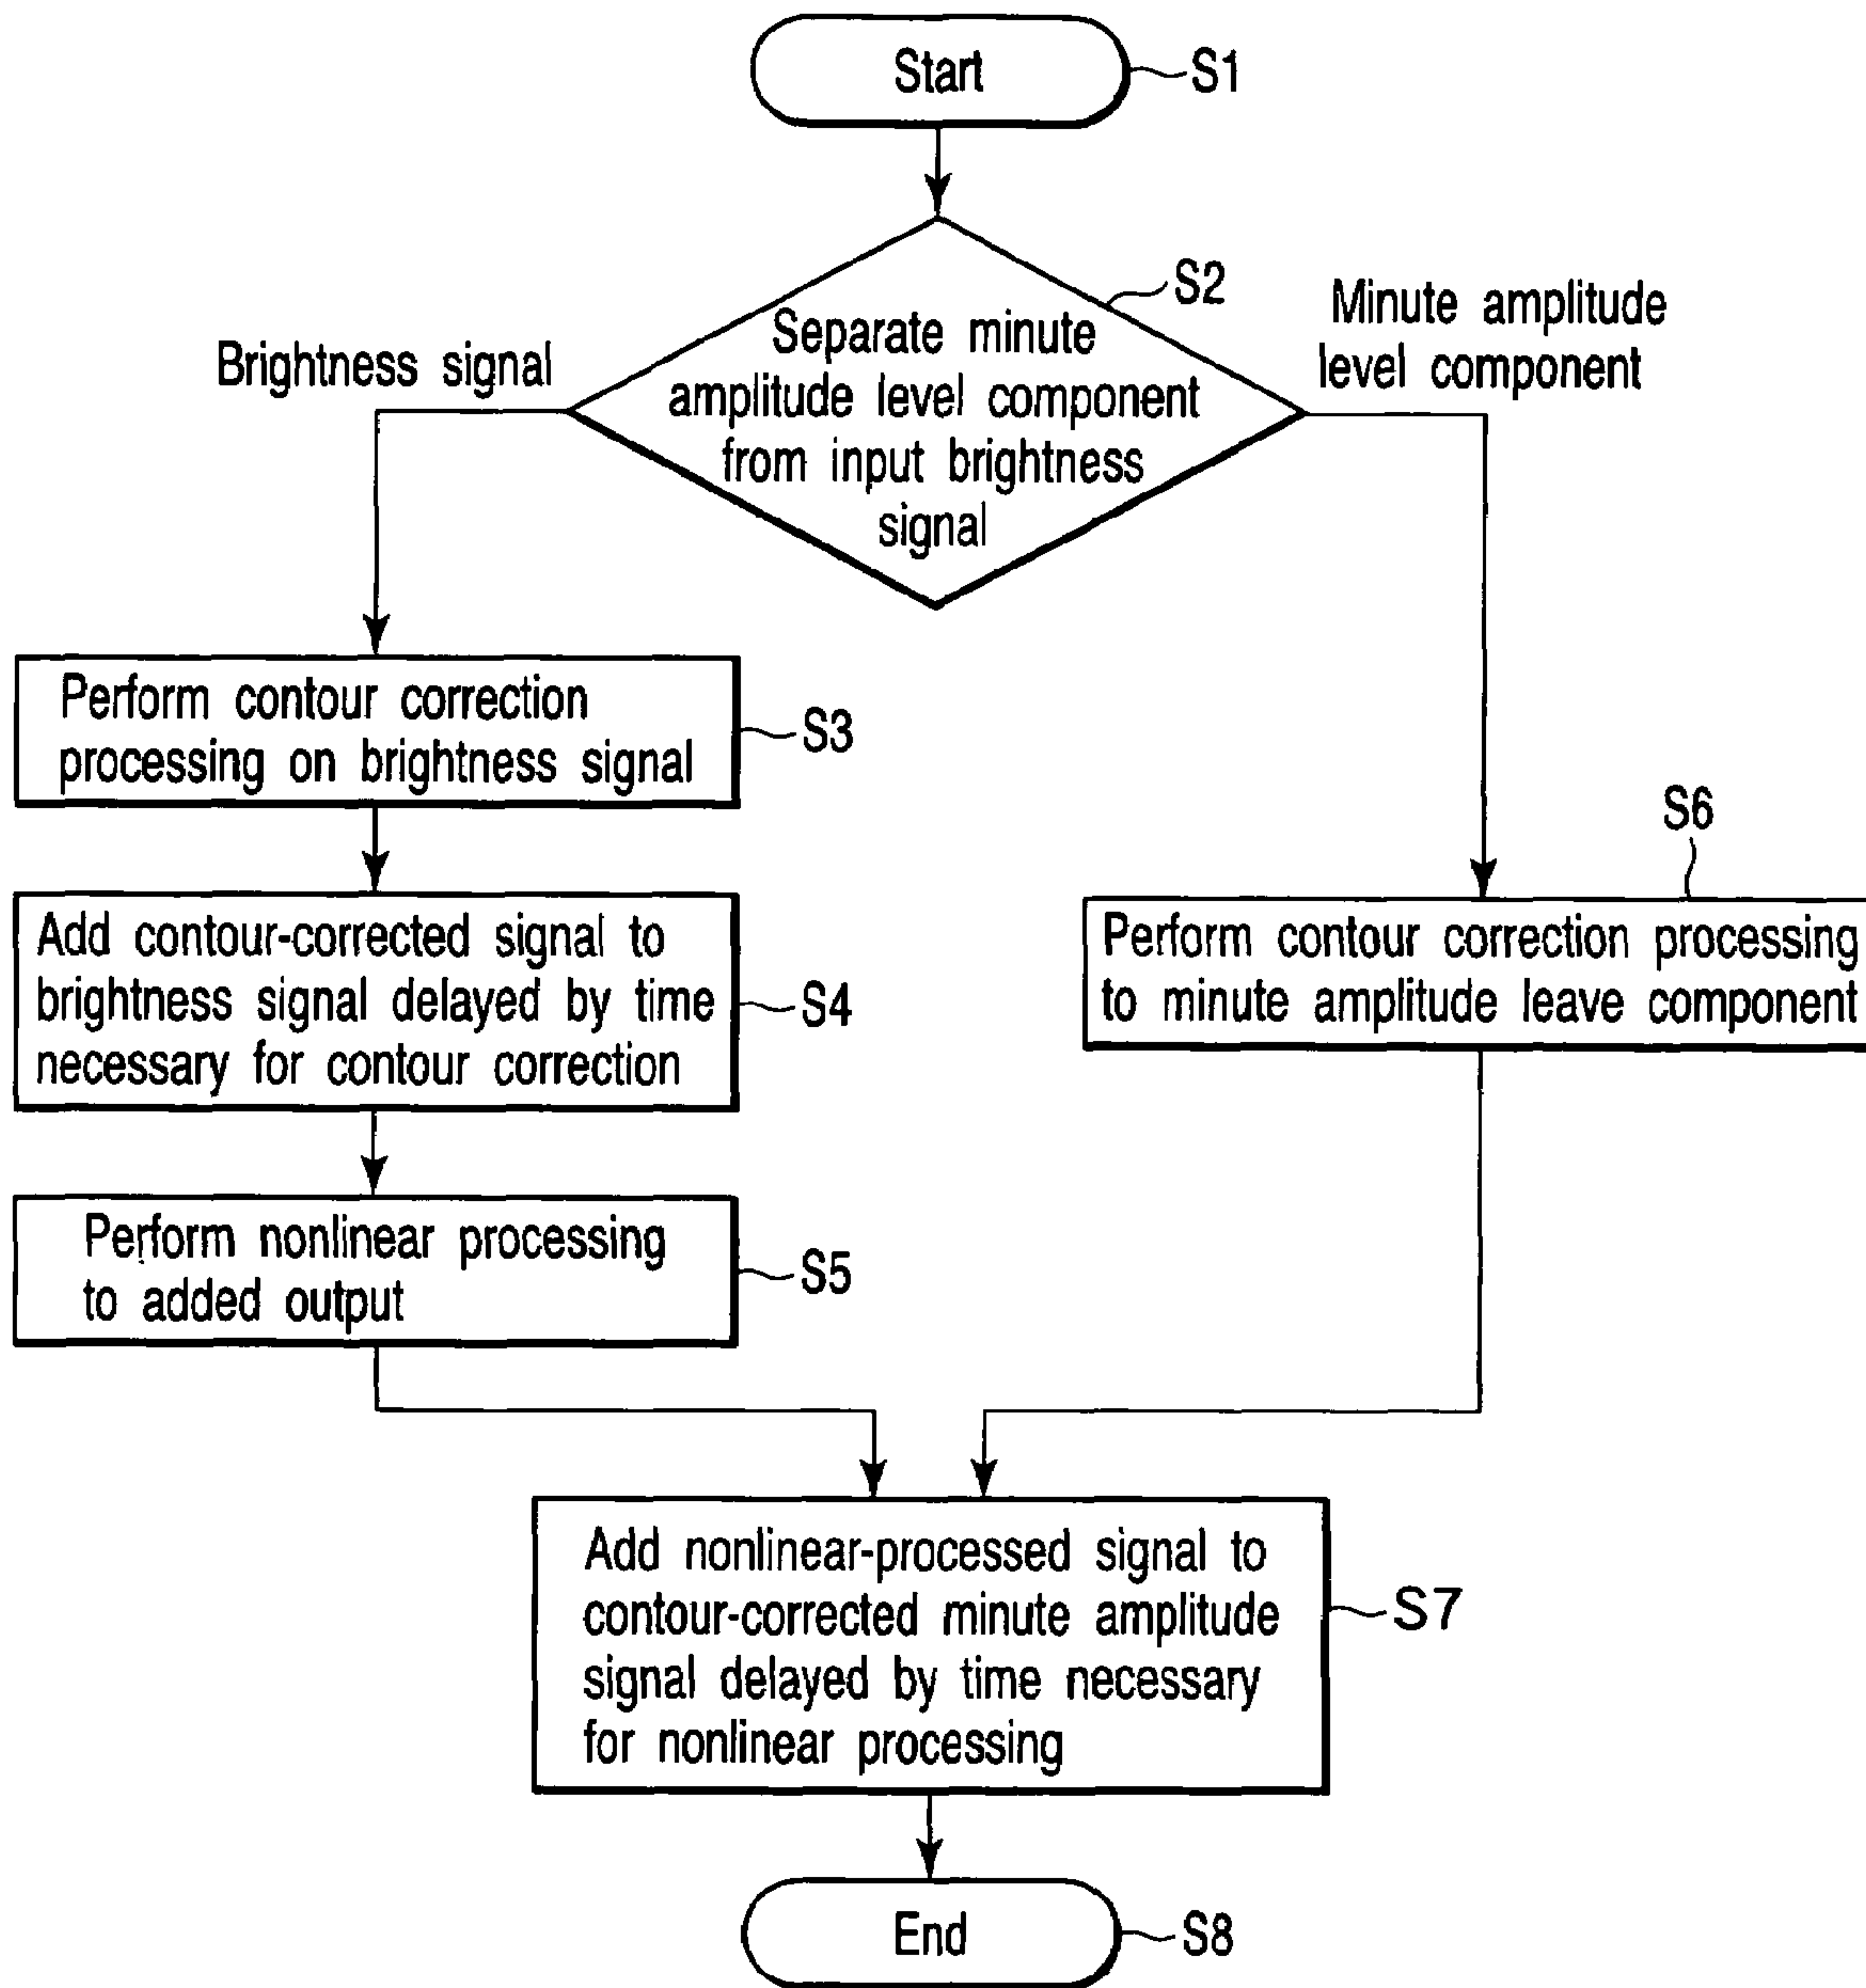 Start
S1
S2
Separate minute
amplitude level component
from input brightness
signal
Brightness signal
Minute amplitude
level component
Perform contour correction
processing on brightness signal
S3
Add contour-corrected signal to
brightness signal delayed by time
necessary for contour correction
S4
Perform nonlinear processing
to added output
S5
S6
Perform contour correction processing
to minute amplitude leave component
Add nonlinear-processed signal to
contour-corrected minute amplitude
signal delayed by time necessary
for nonlinear processing
S7
End
S8